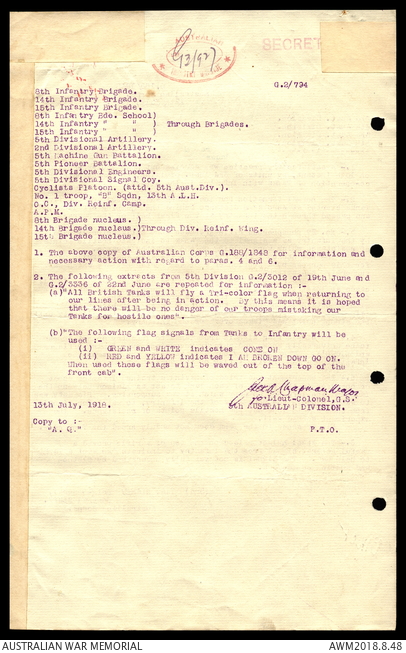 AUSTRALIAN
SECRET
G.2/794
8th Infantry Brigade.
14th Infantry Brigade.
15th Infantry Brigade.
8th Infantry Bde. School)
14th Infantry " " ) Through Brigades.
15th Infantry " " )
5th Divisional Artillery.
2nd Divisional Artillery.
5th Machine Gun Battalion.
5th Pioneer Battalion.
5th Divisional Engineers.
5th Divisional Signal Coy.
Cyclists Platoon. (attd. 5th Aust.Div.).
No. 1 troop, "B" Sqdn, 13th A.L.H.
O.C., Div. Reinf. Camp.
A.P.M.
8th Brigade nucleus. )
14th Brigade nucleus.)Through Div. Reinf. Wing.
15th Brigade nucleus.)
1. The above copy of Australian Corps G.188/1848 for information and
necessary action with regard to paras. 4 and 6.
2. The following extracts from 5th Division G.2/3012 of 19th June and
G.2/3336 of 22nd June are repeated for information :-
(a)"All British Tanks will fly a Tri-color flag when returning to
our lines after being in action. By this means it is hoped
that there will be no danger of our troops mistaking our
Tanks for hostile ones".
(b)"The following flag signals from Tanks to Infantry will be
used :-
(i) GREEN and WHITE indicates COME ON
(ii) RED and YELLOW indicates I AM BROKEN DOWN GO ON.
When used these flags will be waved out of the top of the
front cab".
Chapman Major
for Lieut-Colonel, G.S.
13th July, 1918. 5th AUSTRALIAN DIVISION.
Copy to :-
"A. Q." P.T.O.
AUSTRALIAN WAR MEMORIAL AWM2018.8.48